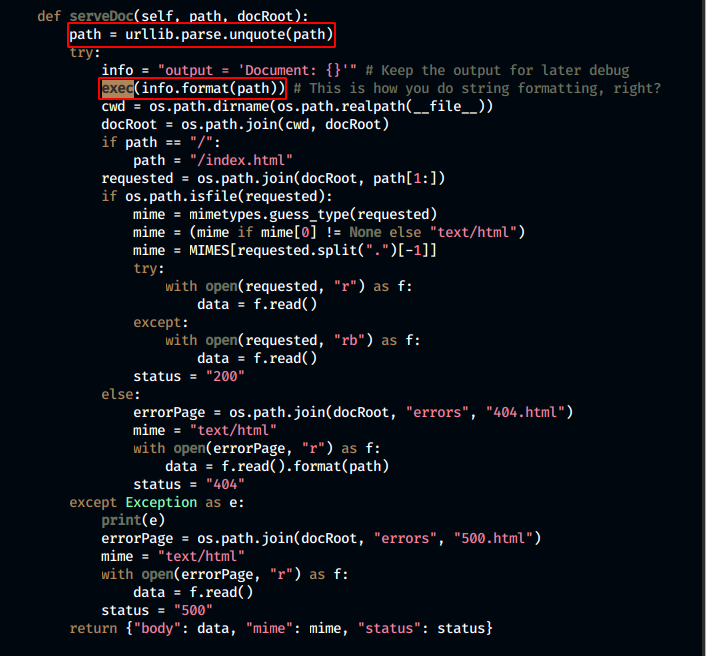 def serveDoc(self, path, docRoot):
    path = urllib.parse.unquote(path)
    try:
        info = "output = 'Document: {}'" # Keep the output for later debug
        exec(info.format(path)) # This is how you do string formatting, right?
        cwd = os.path.dirname(os.path.realpath(__file__))
        docRoot = os.path.join(cwd, docRoot)
        if path == "/":
            path = "/index.html"
        requested = os.path.join(docRoot, path[1:])
        if os.path.isfile(requested):
            mime = mimetypes.guess_type(requested)
            mime = (mime if mime[0] != None else "text/html")
            mime = MIMES[requested.split(".")[-1]]
            try:
                with open(requested, "r") as f:
                    data = f.read()
            except:
                with open(requested, "rb") as f:
                    data = f.read()
            status = "200"
        else:
            errorPage = os.path.join(docRoot, "errors", "404.html")
            mime = "text/html"
            with open(errorPage, "r") as f:
                data = f.read().format(path)
            status = "404"
    except Exception as e:
        print(e)
        errorPage = os.path.join(docRoot, "errors", "500.html")
        mime = "text/html"
        with open(errorPage, "r") as f:
            data = f.read()
        status = "500"
    return {"body": data, "mime": mime, "status": status}